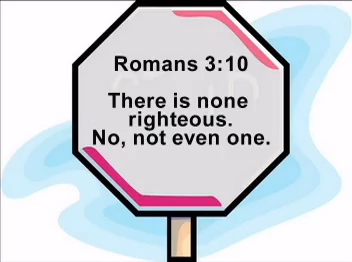 Romans 3:10
There is none
righteous.
No, not even one.